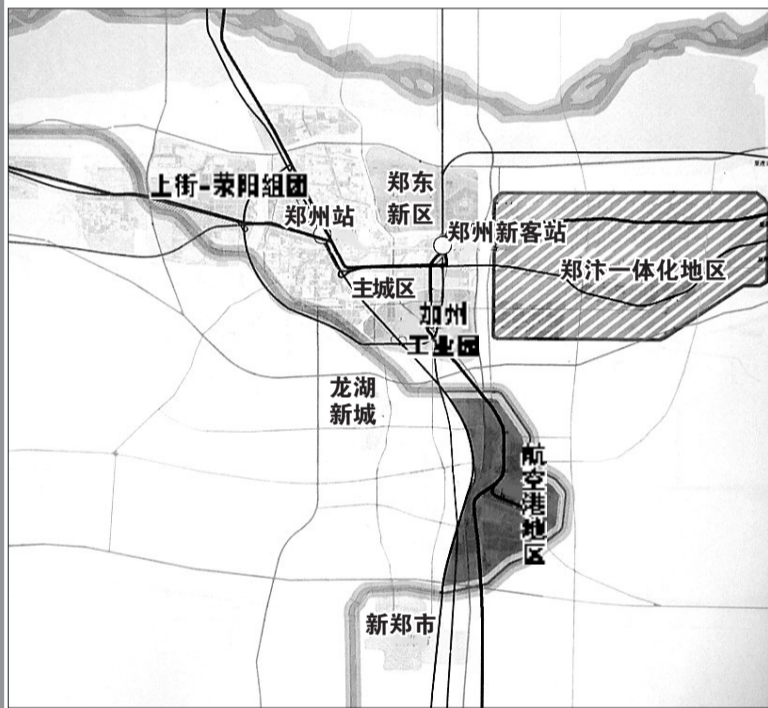 上街-荥阳组团
郑东
新区
郑州站
郑州新客站
郑汴一体化地区
主城区
加州
工业园
龙湖
新城
航空港地区
新郑市